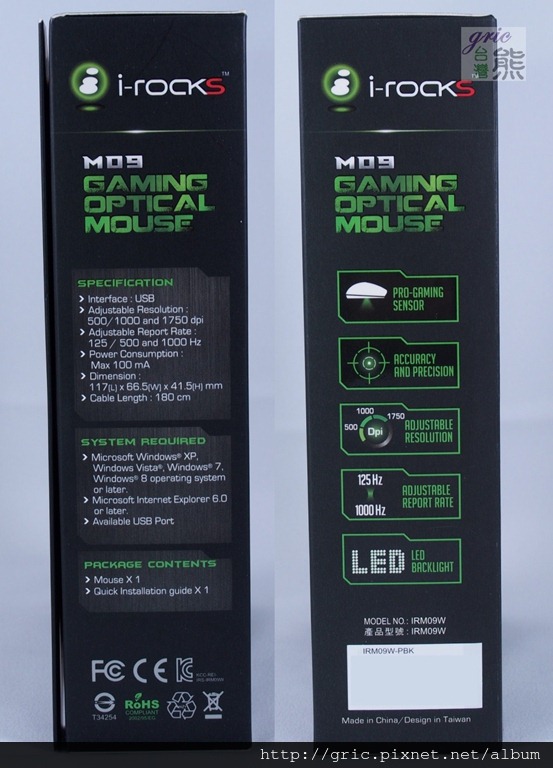 i-rocks™
M09
GAMING
OPTICAL
MOUSE
SPECIFICATION
Interface : USB
Adjustable Resolution :
500/1000 and 1750 dpi
Adjustable Report Rate :
125 / 500 and 1000 Hz
Power Consumption :
Max 100 mA
Dimension :
117(L) x 66.5(W) x 41.5(H) mm
Cable Length : 180 cm
SYSTEM REQUIRED
Microsoft Windows® XP,
Windows Vista®, Windows® 7,
Windows® 8 operating system
or later.
Microsoft Internet Explorer 6.0
or later.
Available USB Port
PACKAGE CONTENTS
Mouse X 1
Quick Installation guide X 1
FC CE
T34254
RoHS
COMPLIANT
2002/95/EC
gric
台灣熊
i-rocks
M09
GAMING
OPTICAL
MOUSE
PRO-GAMING
SENSOR
ACCURACY
AND PRECISION
500 1000 1750
Dpi
ADJUSTABLE
RESOLUTION
125 Hz
1000 Hz
ADJUSTABLE
REPORT RATE
LED
LED
BACKLIGHT
MODEL NO.: IRM09W
產品型號 : IRM09W
IRM09W-PBK
Made in China/Design in Taiwan
http://gric.pixnet.net/album